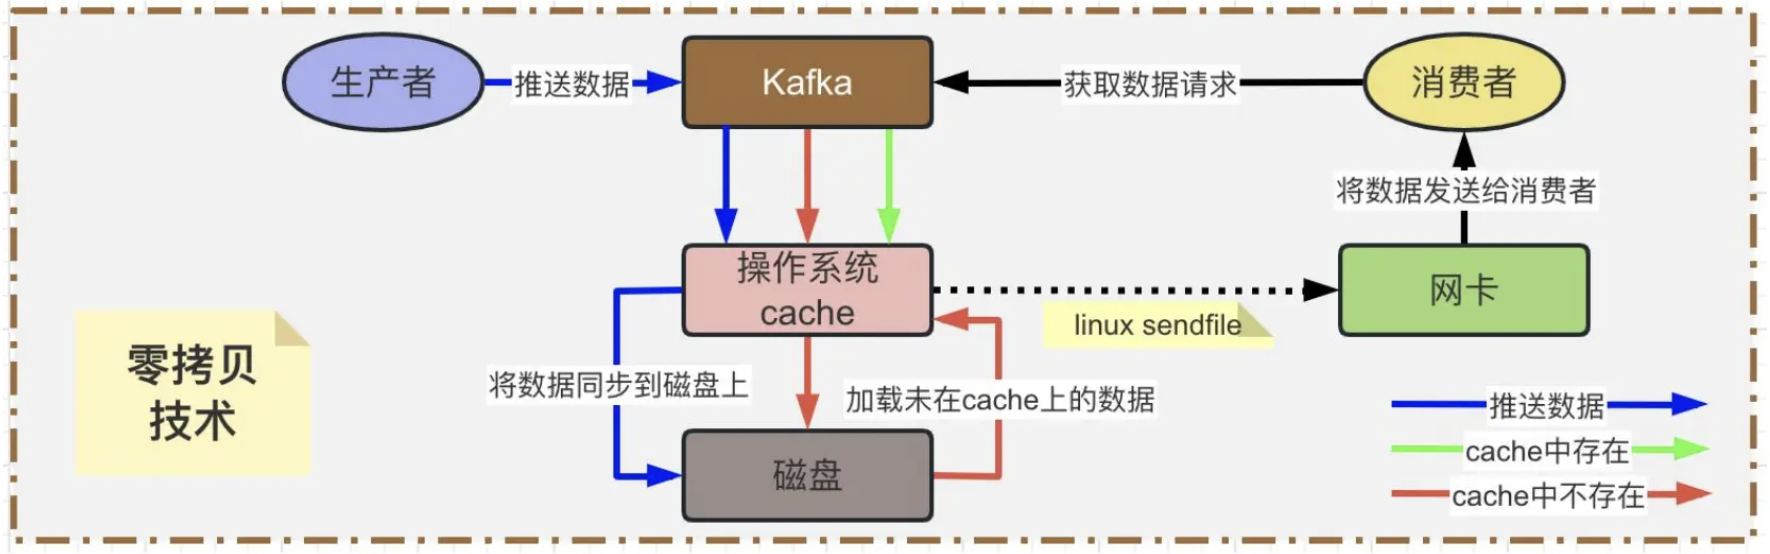 生产者
推送数据
Kafka
获取数据请求
消费者
将数据发送给消费者
操作系统
cache
网卡
linux sendfile
零拷贝
技术
将数据同步到磁盘上
加载未在cache上的数据
磁盘
推送数据
cache中存在
cache中不存在